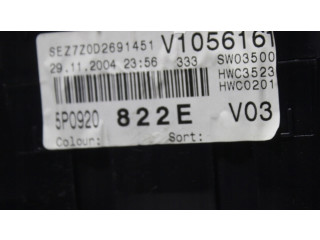 SEZ7Z0D2691451 V1056161
29.11.2004 23:56 333 SW03500
HWC3523
HWC0201
5P0920 822E V03
Colour: Sort: